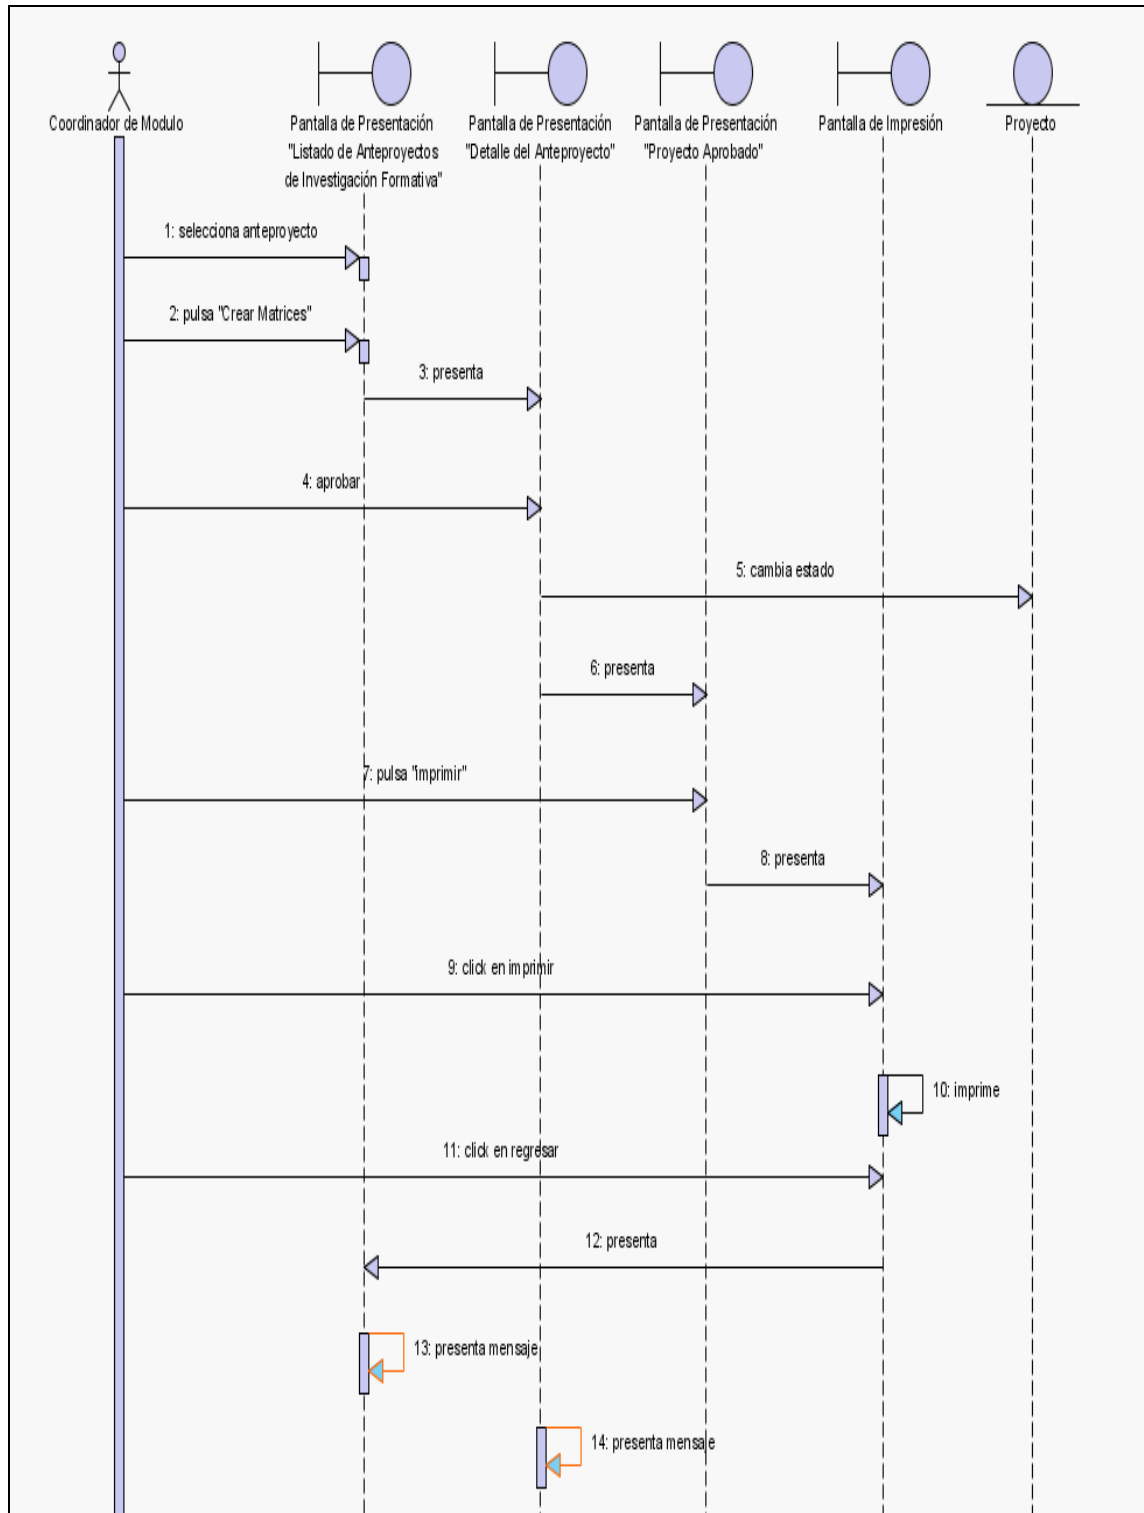 Coordinador de Modulo
Pantalla de Presentación
"Listado de Anteproyectos
de Investigación Formativa"
Pantalla de Presentación
"Detalle del Anteproyecto"
Pantalla de Presentación
"Proyecto Aprobado"
Pantalla de Impresión
Proyecto
1: selecciona anteproyecto
2: pulsa "Crear Matrices"
3: presenta
4: aprobar
5: cambia estado
6: presenta
7: pulsa "imprimir"
8: presenta
9: click en imprimir
10: imprime
11: click en regresar
12: presenta
13: presenta mensaje
14: presenta mensaje